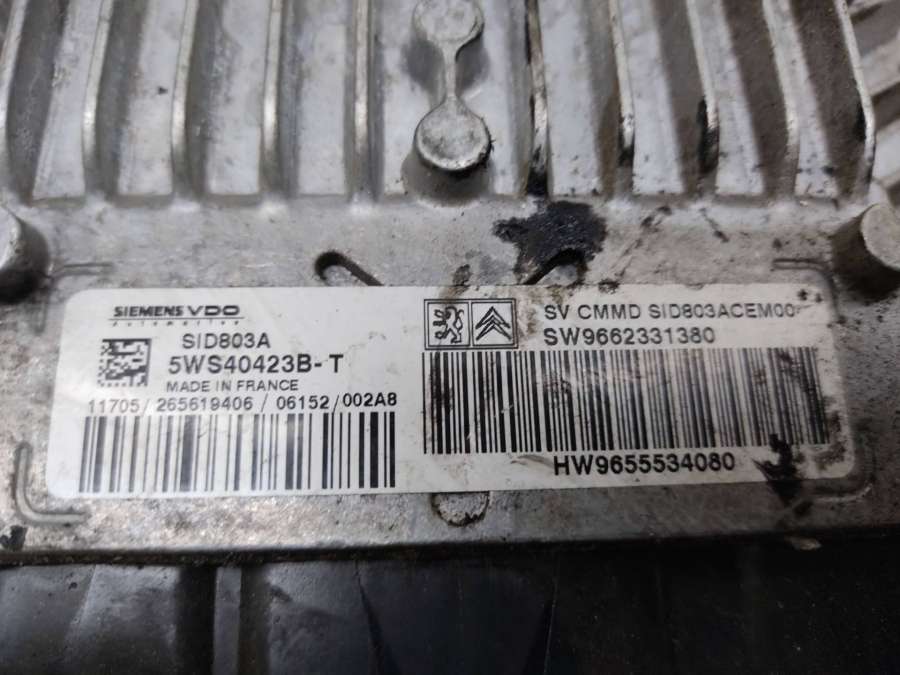 SIEMENS VDO
Automotive
SID803A
5WS40423B-T
MADE IN FRANCE
11705/ 265619406 / 06152/ 002A8
SV CMMD SID803ACEM00
SW9662331380
HW9655534080